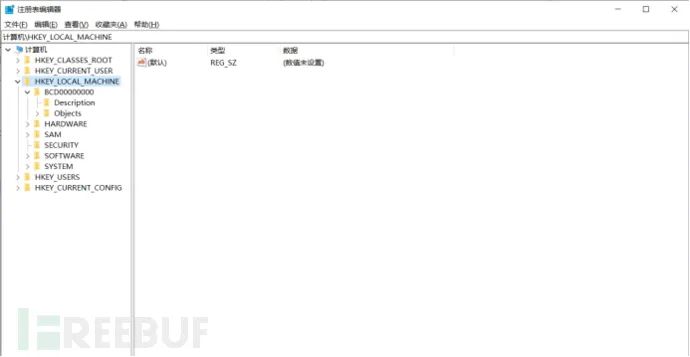 注册表编辑器
文件(F) 编辑(E) 查看(V) 收藏夹(A) 帮助(H)
计算机\HKEY_LOCAL_MACHINE
计算机
HKEY_CLASSES_ROOT
HKEY_CURRENT_USER
HKEY_LOCAL_MACHINE
BCD00000000
Description
Objects
HARDWARE
SAM
SECURITY
SOFTWARE
SYSTEM
HKEY_USERS
HKEY_CURRENT_CONFIG
名称 类型 数据
ab (默认) REG_SZ (数值未设置)
FREEBUF